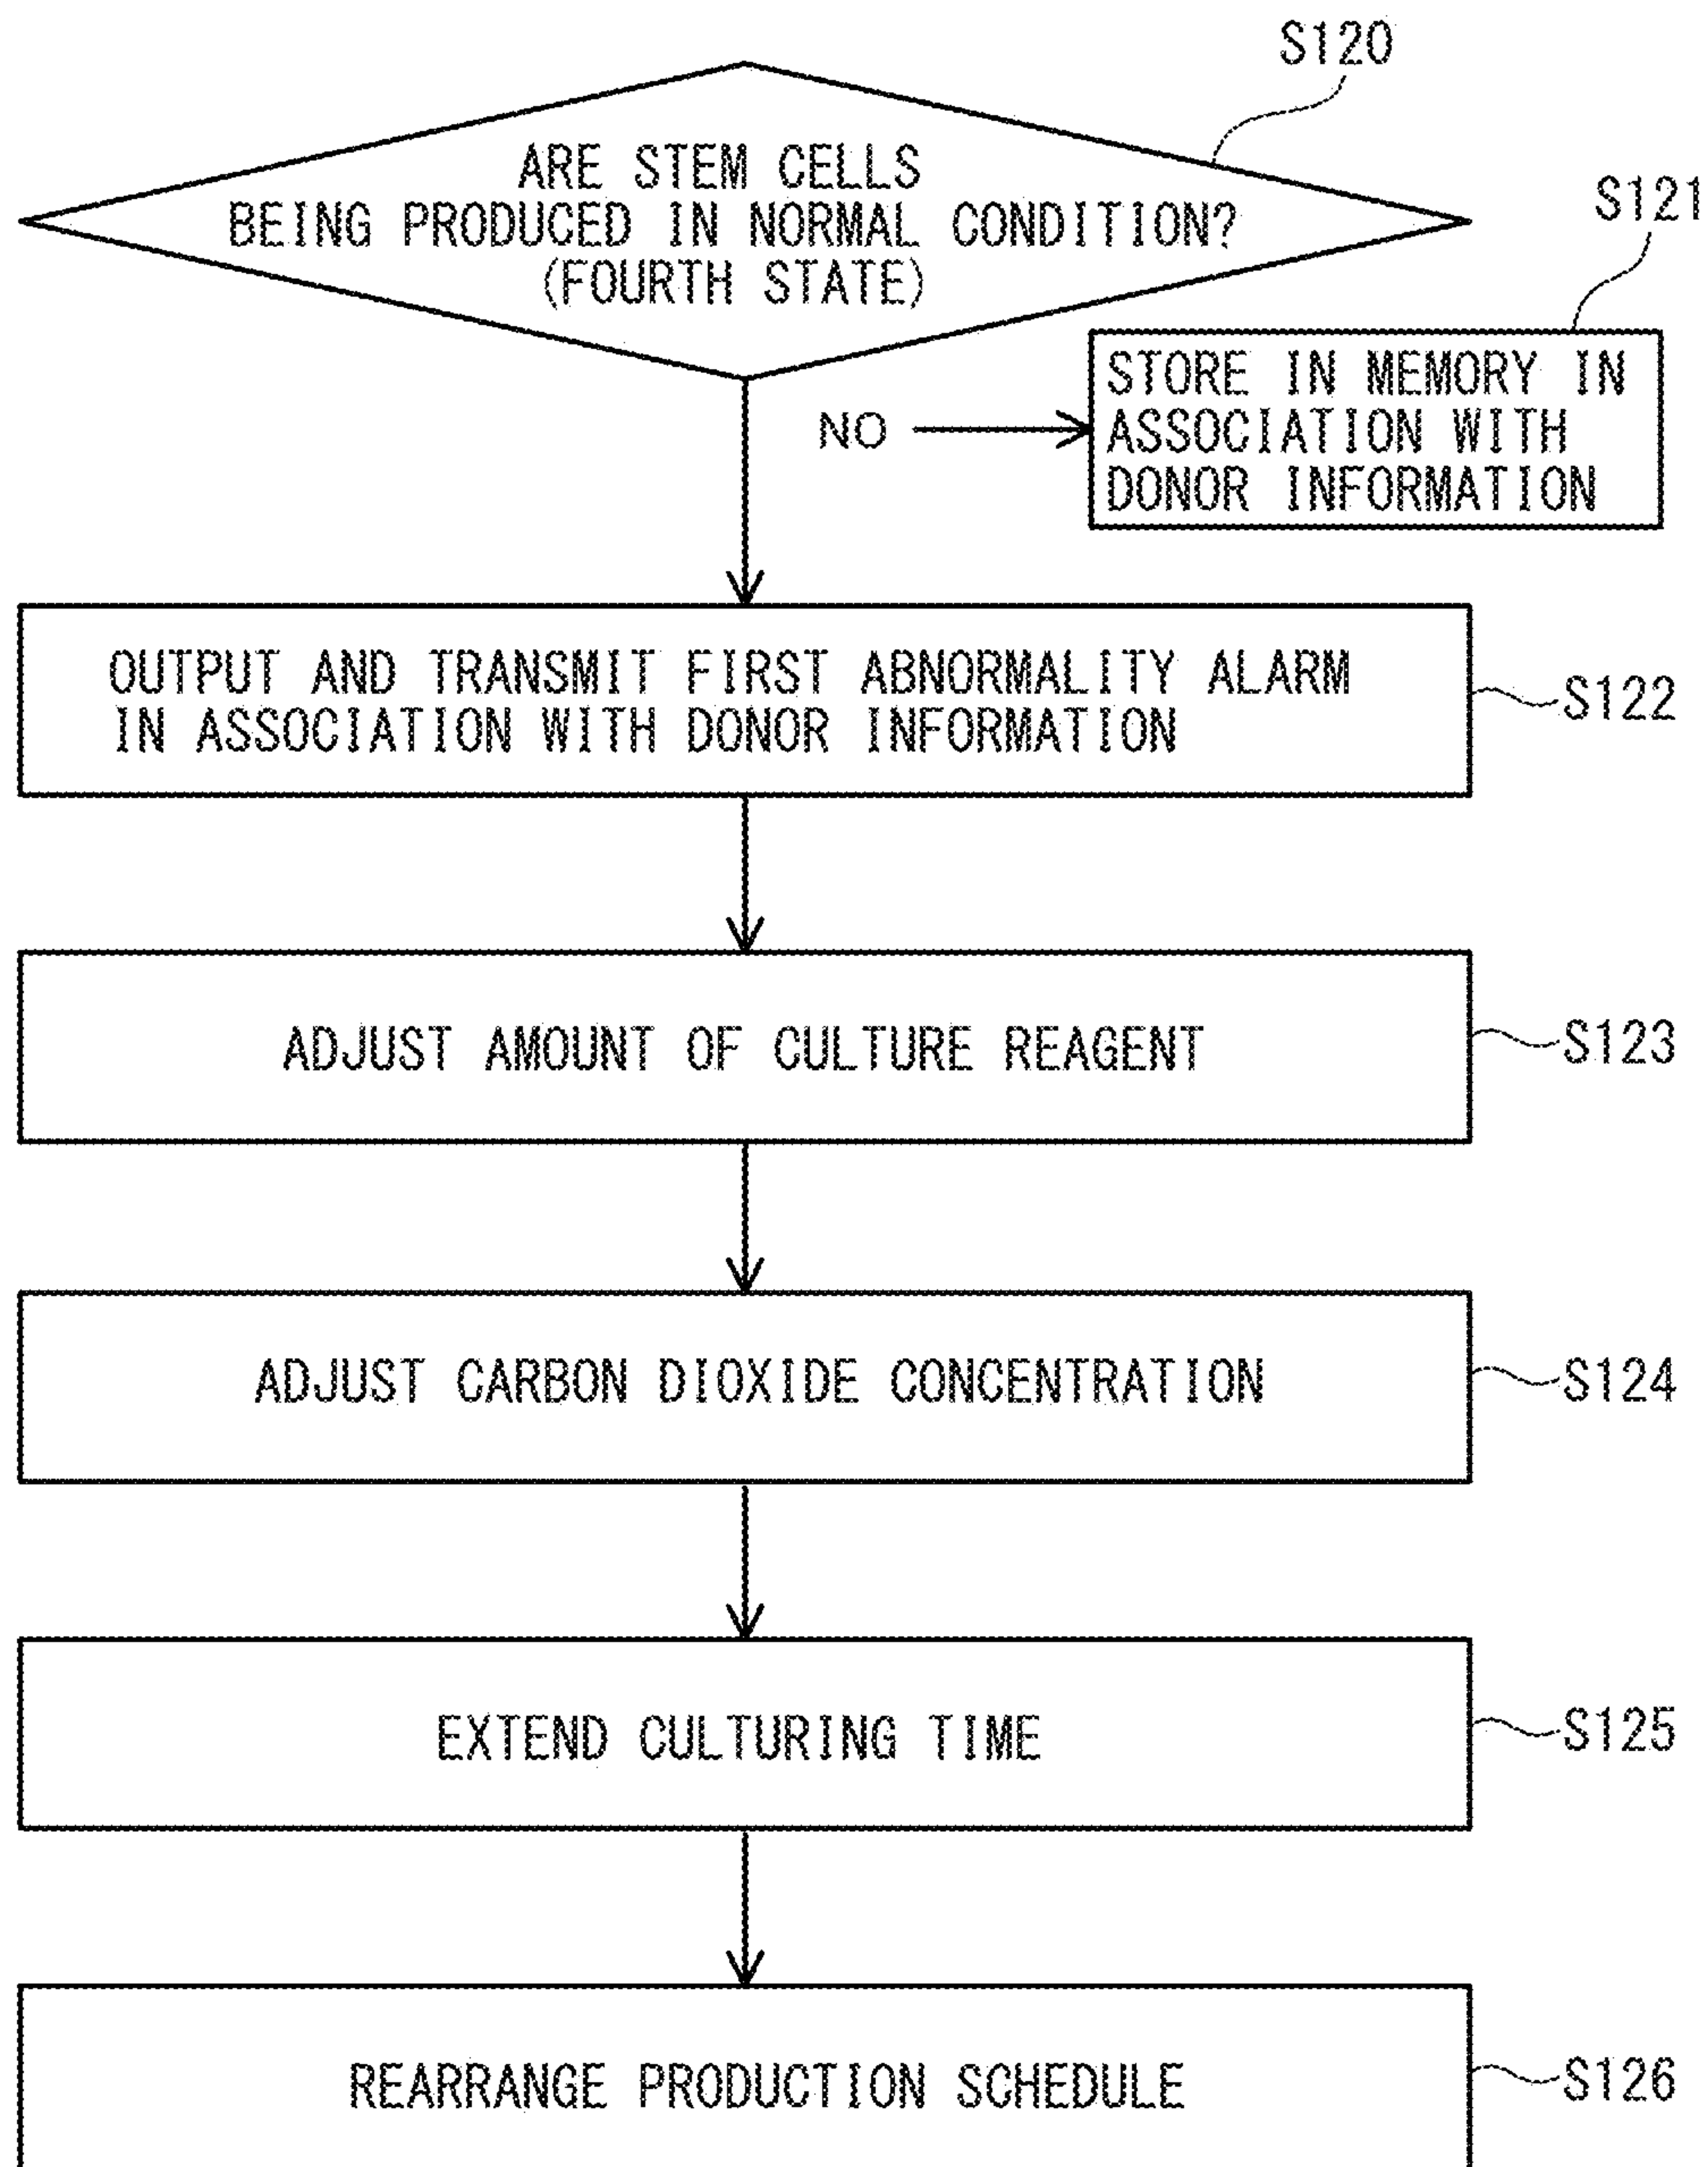 S120
ARE STEM CELLS
BEING PRODUCED IN NORMAL CONDITION?
(FOURTH STATE)
S121
STORE IN MEMORY IN
ASSOCIATION WITH
DONOR INFORMATION
NO
OUTPUT AND TRANSMIT FIRST ABNORMALITY ALARM
IN ASSOCIATION WITH DONOR INFORMATION
S122
ADJUST AMOUNT OF CULTURE REAGENT
S123
ADJUST CARBON DIOXIDE CONCENTRATION
S124
EXTEND CULTURING TIME
S125
REARRANGE PRODUCTION SCHEDULE
S126